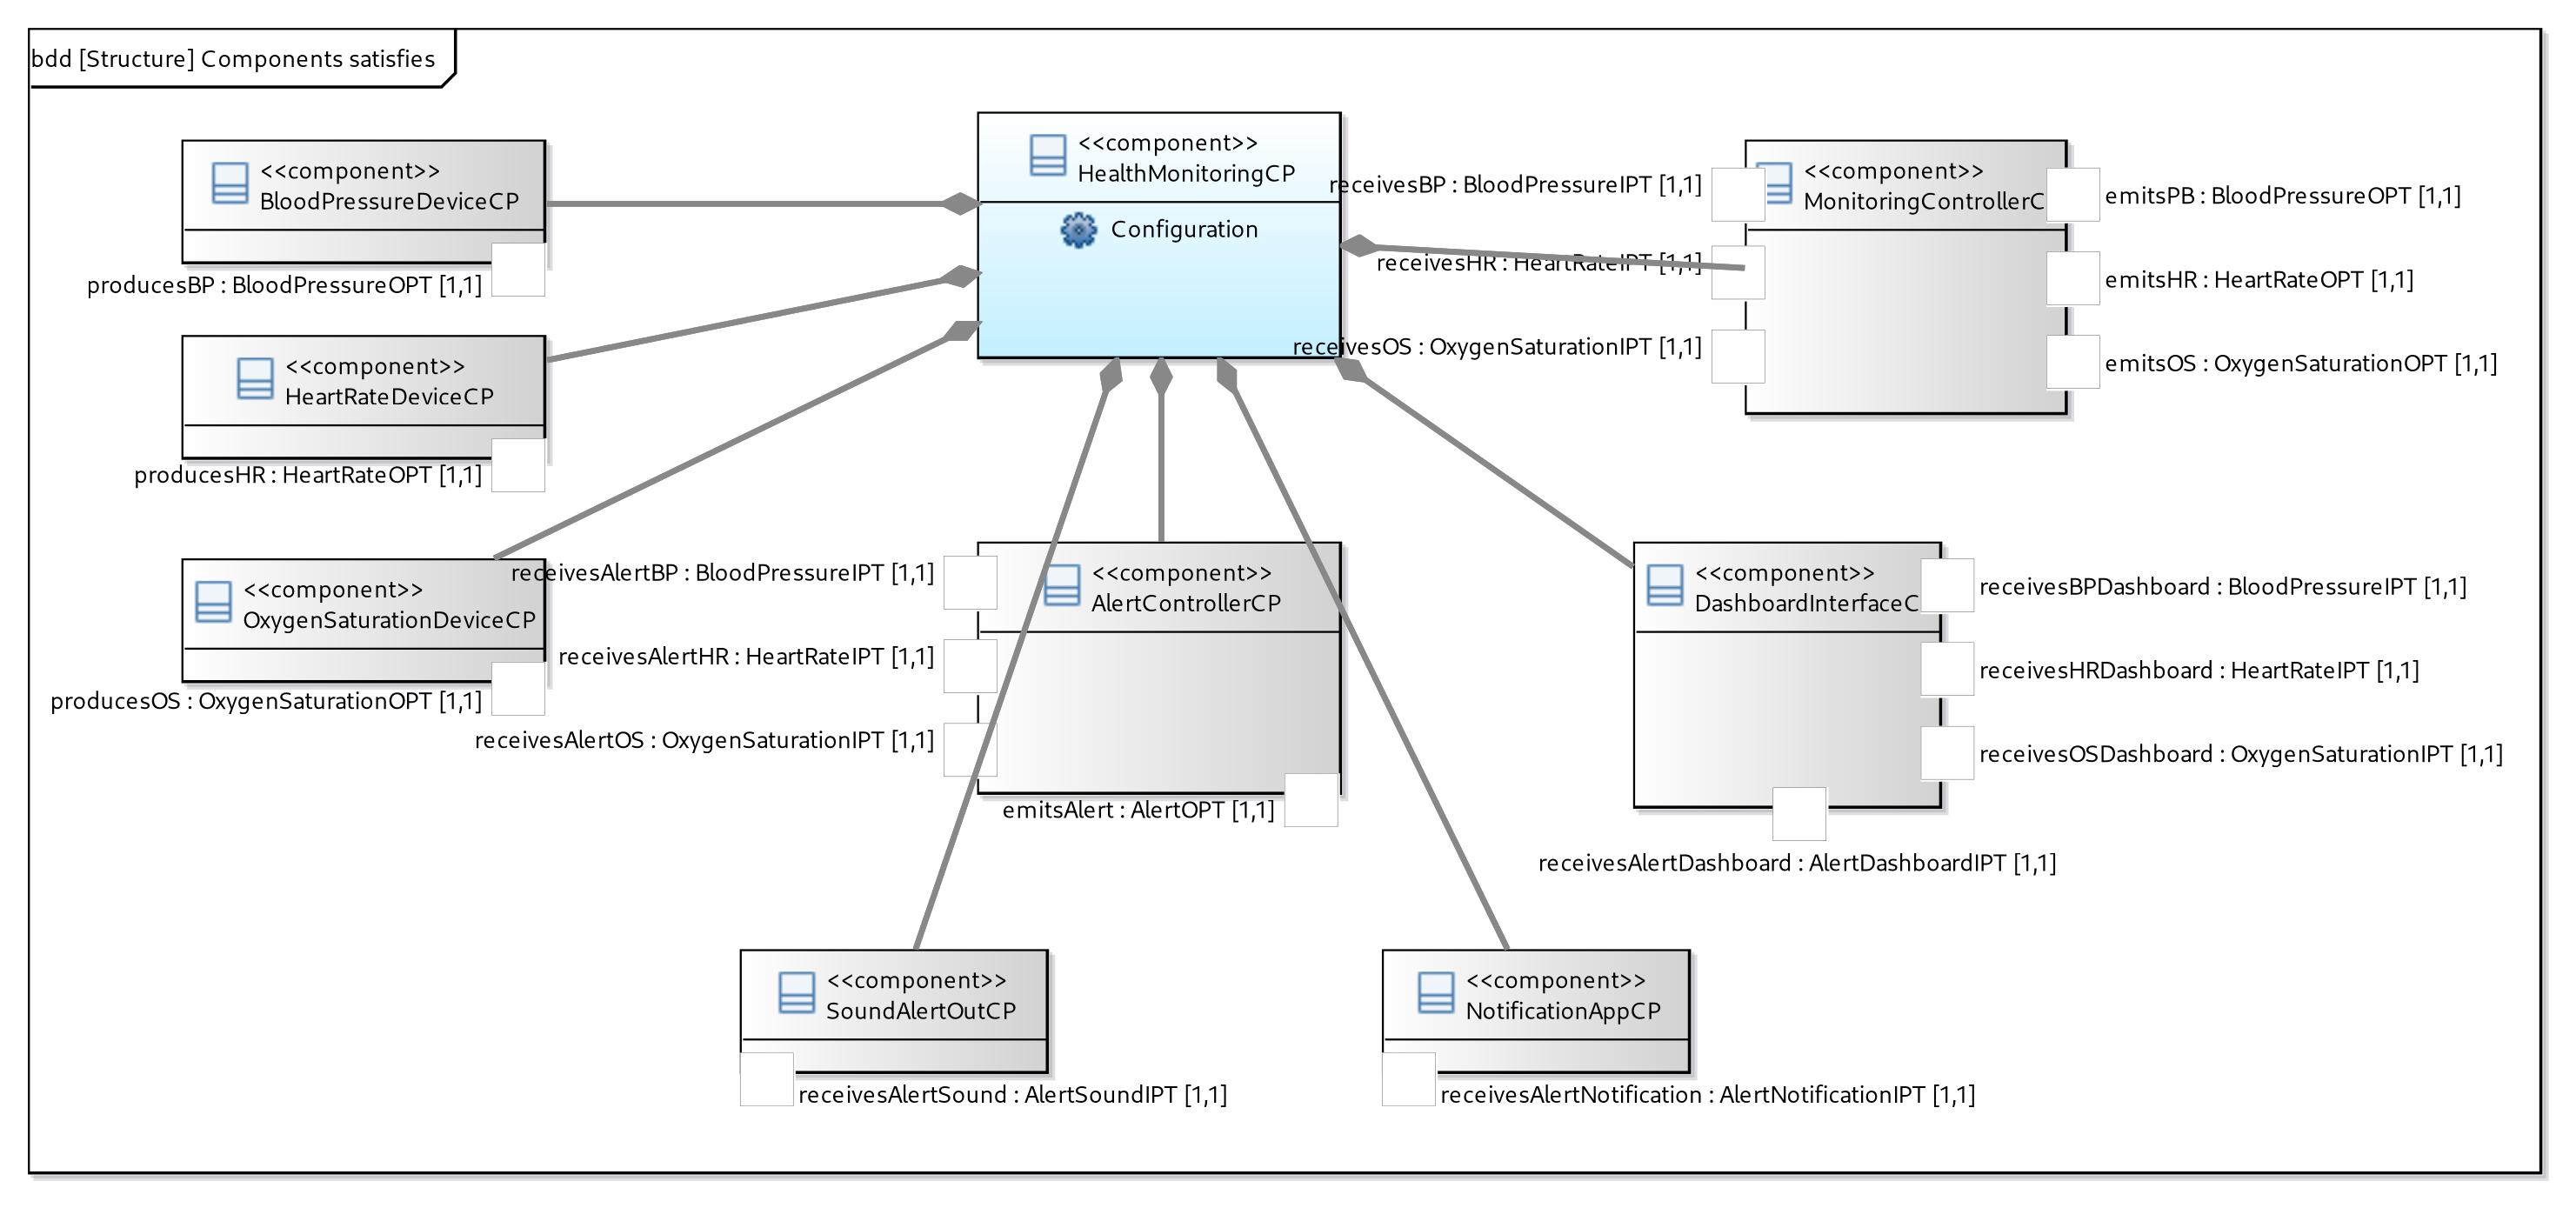 bdd [Structure] Components satisfies
<<component>>
BloodPressureDeviceCP
producesBP : BloodPressureOPT [1,1]
<<component>>
HealthMonitoringCP
Configuration
<<component>>
MonitoringControllerC
receivesBP : BloodPressureIPT [1,1]
receivesHR : HeartRateIPT [1,1]
receivesOS : OxygenSaturationIPT [1,1]
emitsPB : BloodPressureOPT [1,1]
emitsHR : HeartRateOPT [1,1]
emitsOS : OxygenSaturationOPT [1,1]
<<component>>
HeartRateDeviceCP
producesHR : HeartRateOPT [1,1]
<<component>>
OxygenSaturationDeviceCP
producesOS : OxygenSaturationOPT [1,1]
receivesAlertBP : BloodPressureIPT [1,1]
receivesAlertHR : HeartRateIPT [1,1]
receivesAlertOS : OxygenSaturationIPT [1,1]
<<component>>
AlertControllerCP
emitsAlert : AlertOPT [1,1]
<<component>>
DashboardInterfaceC
receivesBPDashboard : BloodPressureIPT [1,1]
receivesHRDashboard : HeartRateIPT [1,1]
receivesOSDashboard : OxygenSaturationIPT [1,1]
receivesAlertDashboard : AlertDashboardIPT [1,1]
<<component>>
SoundAlertOutCP
receivesAlertSound : AlertSoundIPT [1,1]
<<component>>
NotificationAppCP
receivesAlertNotification : AlertNotificationIPT [1,1]